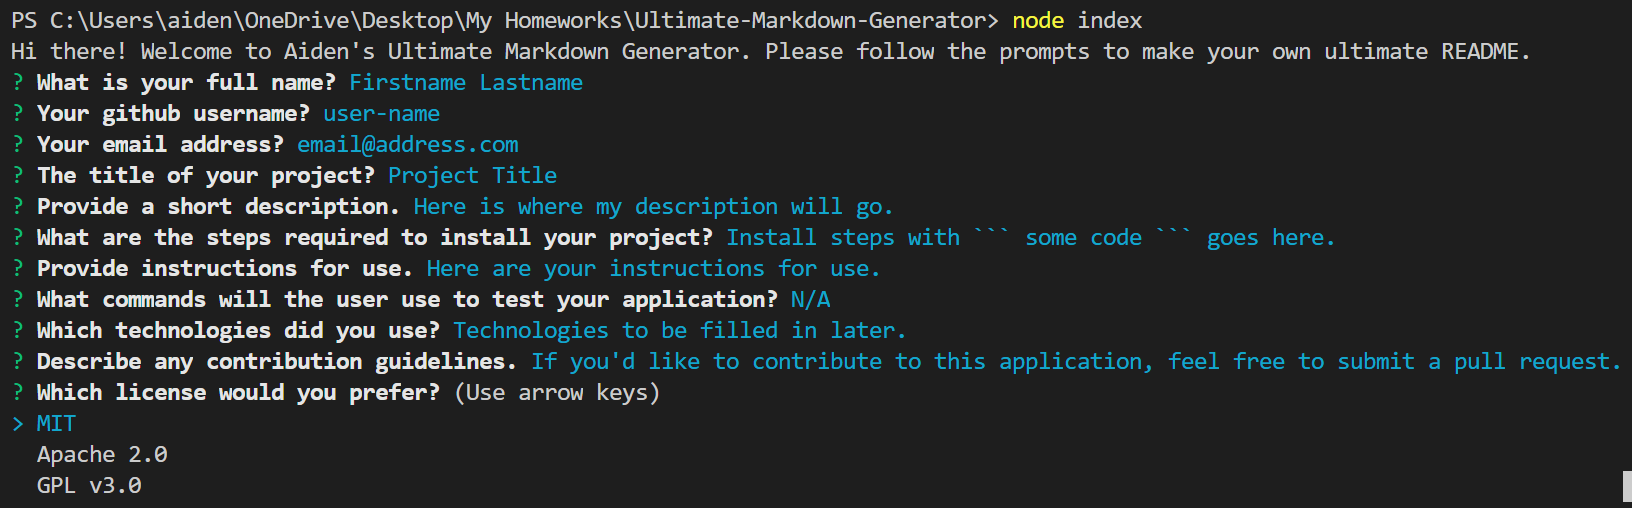 PS C:\Users\aiden\OneDrive\Desktop\My Homeworks\Ultimate-Markdown-Generator> node index
Hi there! Welcome to Aiden's Ultimate Markdown Generator. Please follow the prompts to make your own ultimate README.
? What is your full name? Firstname Lastname
? Your github username? user-name
? Your email address? email@address.com
? The title of your project? Project Title
? Provide a short description. Here is where my description will go.
? What are the steps required to install your project? Install steps with ``` some code ``` goes here.
? Provide instructions for use. Here are your instructions for use.
? What commands will the user use to test your application? N/A
? Which technologies did you use? Technologies to be filled in later.
? Describe any contribution guidelines. If you'd like to contribute to this application, feel free to submit a pull request.
? Which license would you prefer? (Use arrow keys)
> MIT
  Apache 2.0
  GPL v3.0